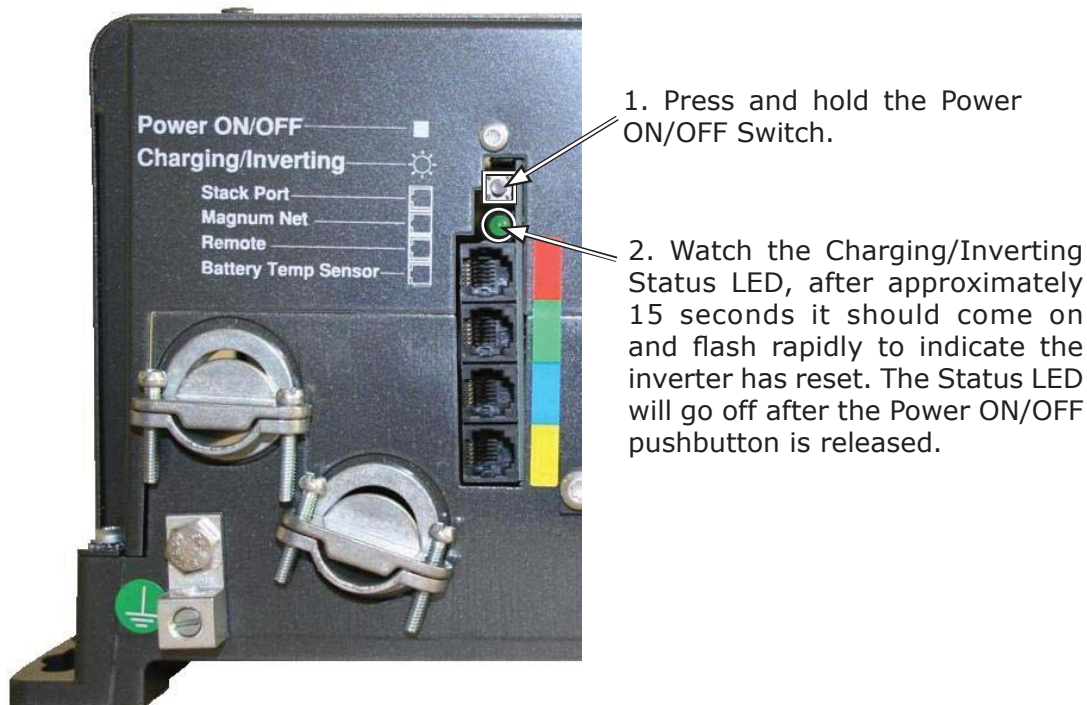 Power ON/OFF
Charging/Inverting
Stack Port
Magnum Net
Remote
Battery Temp Sensor
1. Press and hold the Power
ON/OFF Switch.
2. Watch the Charging/Inverting
Status LED, after approximately
15 seconds it should come on
and flash rapidly to indicate the
inverter has reset. The Status LED
will go off after the Power ON/OFF
pushbutton is released.